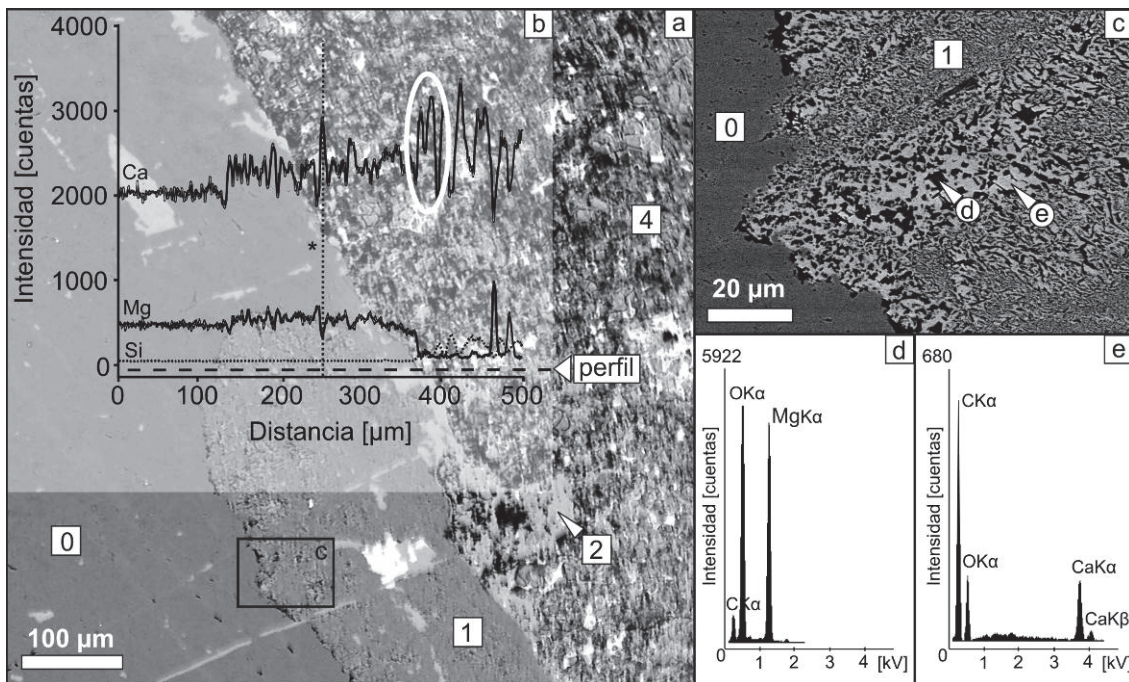 b
a
4000
3000
2000
1000
0
Intensidad [cuentas]
Ca
Mg
Si
*
0 100 200 300 400 500
Distancia [µm]
perfil
4
2
0
c
1
100 µm
c
1
0
d
e
20 µm
d
5922
OKα
MgKα
CKα
Intensidad [cuentas]
0 1 2 3 4 [kV]
e
680
CKα
OKα
CaKα
CaKβ
Intensidad [cuentas]
0 1 2 3 4 [kV]